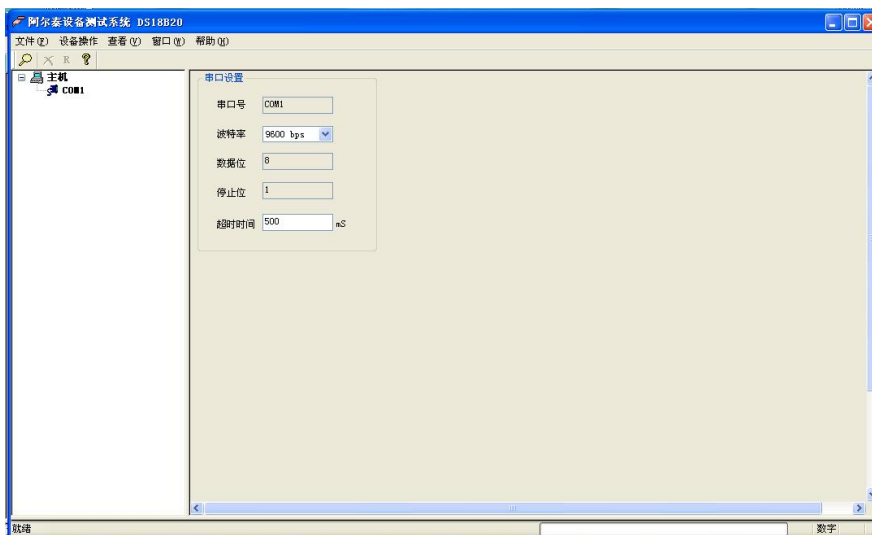 阿尔泰设备测试系统 DS18B20
文件(F) 设备操作 查看(V) 窗口(W) 帮助(H)
R ?
主机
COM1
串口设置
串口号 COM1
波特率 9600 bps
数据位 8
停止位 1
超时时间 500 mS
就绪 数字